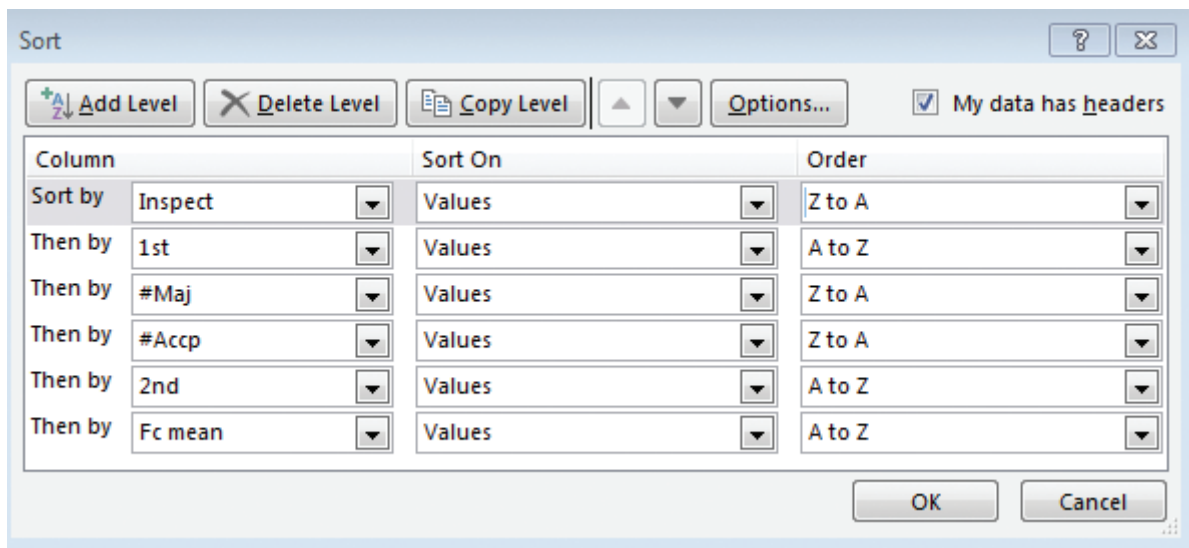 Sort
Add Level Delete Level Copy Level Options... My data has headers
Column Sort On Order
Sort by Inspect Values Z to A
Then by 1st Values A to Z
Then by #Maj Values Z to A
Then by #Accp Values Z to A
Then by 2nd Values A to Z
Then by Fc mean Values A to Z
OK Cancel